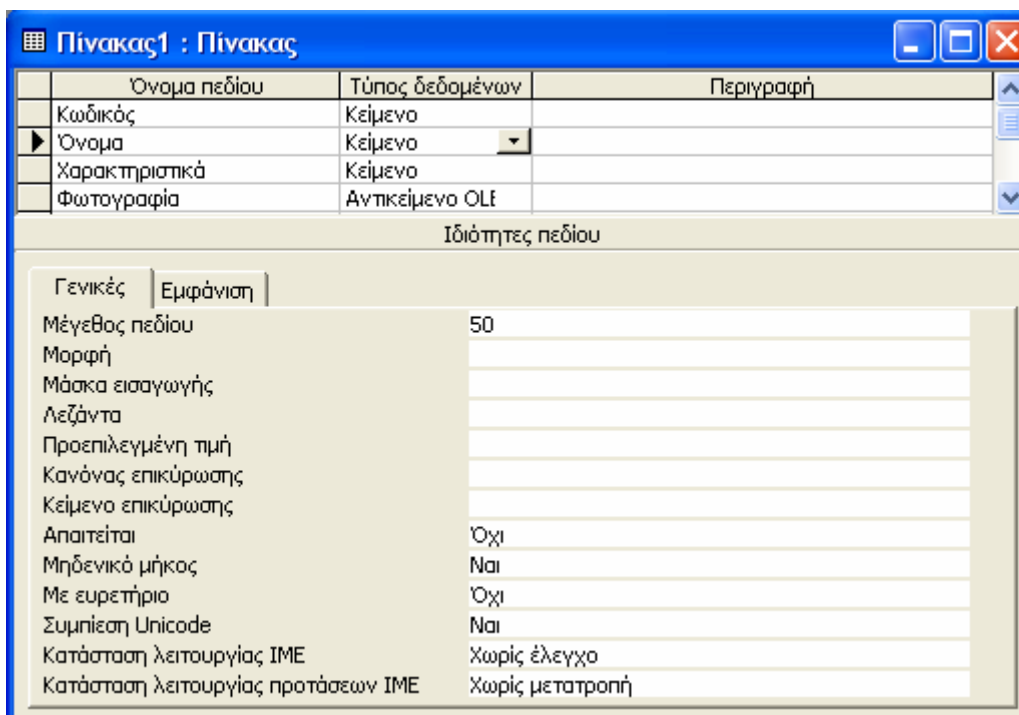 Πίνακας1 : Πίνακας
Όνομα πεδίου Τύπος δεδομένων Περιγραφή
Κωδικός Κείμενο
Όνομα Κείμενο
Χαρακτηριστικά Κείμενο
Φωτογραφία Αντικείμενο OLE
Ιδιότητες πεδίου
Γενικές Εμφάνιση
Μέγεθος πεδίου 50
Μορφή
Μάσκα εισαγωγής
Λεζάντα
Προεπιλεγμένη τιμή
Κανόνας επικύρωσης
Κείμενο επικύρωσης
Απαιτείται Όχι
Μηδενικό μήκος Ναι
Με ευρετήριο Όχι
Συμπίεση Unicode Ναι
Κατάσταση λειτουργίας IME Χωρίς έλεγχο
Κατάσταση λειτουργίας προτάσεων IME Χωρίς μετατροπή